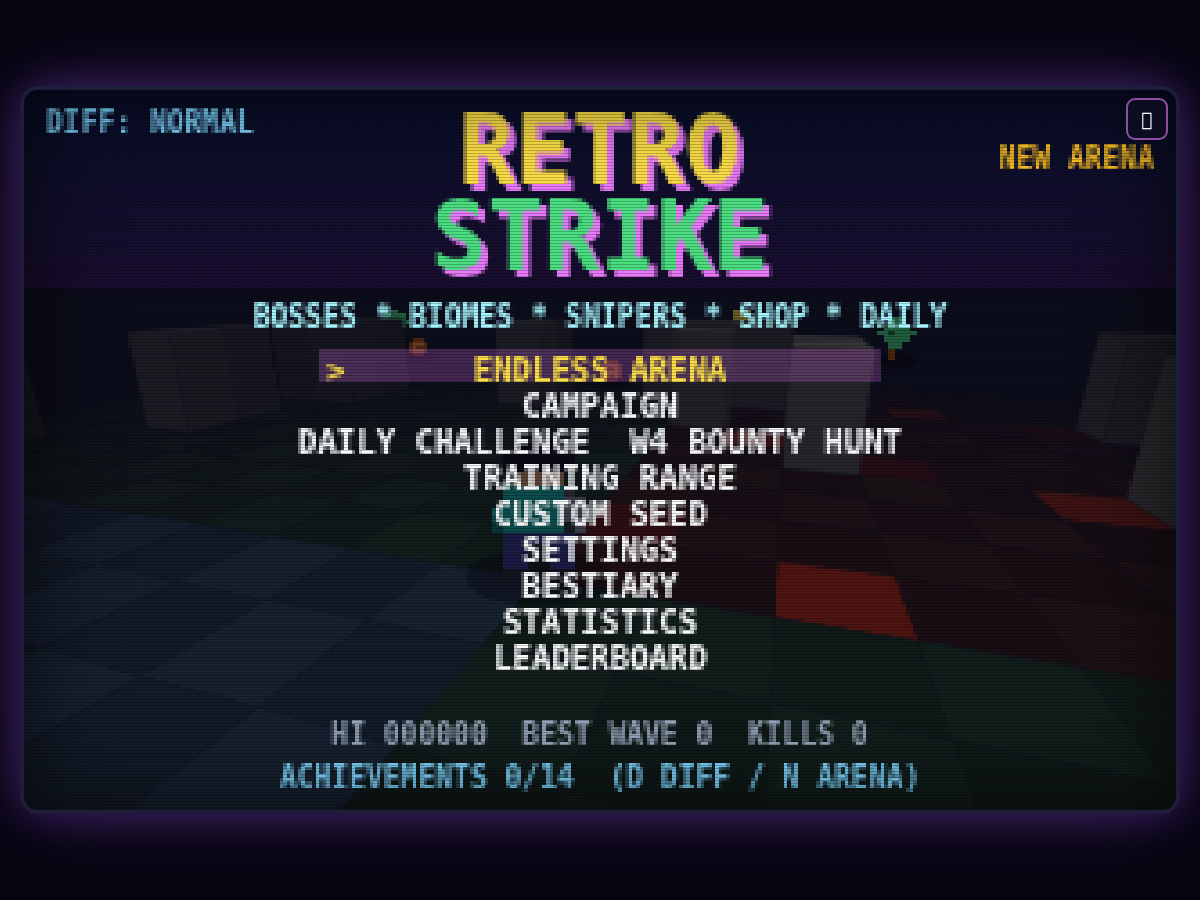 DIFF: NORMAL
NEW ARENA
RETRO
STRIKE
BOSSES * BIOMES * SNIPERS * SHOP * DAILY
> ENDLESS ARENA
CAMPAIGN
DAILY CHALLENGE W4 BOUNTY HUNT
TRAINING RANGE
CUSTOM SEED
SETTINGS
BESTIARY
STATISTICS
LEADERBOARD
HI 000000 BEST WAVE 0 KILLS 0
ACHIEVEMENTS 0/14 (D DIFF / N ARENA)